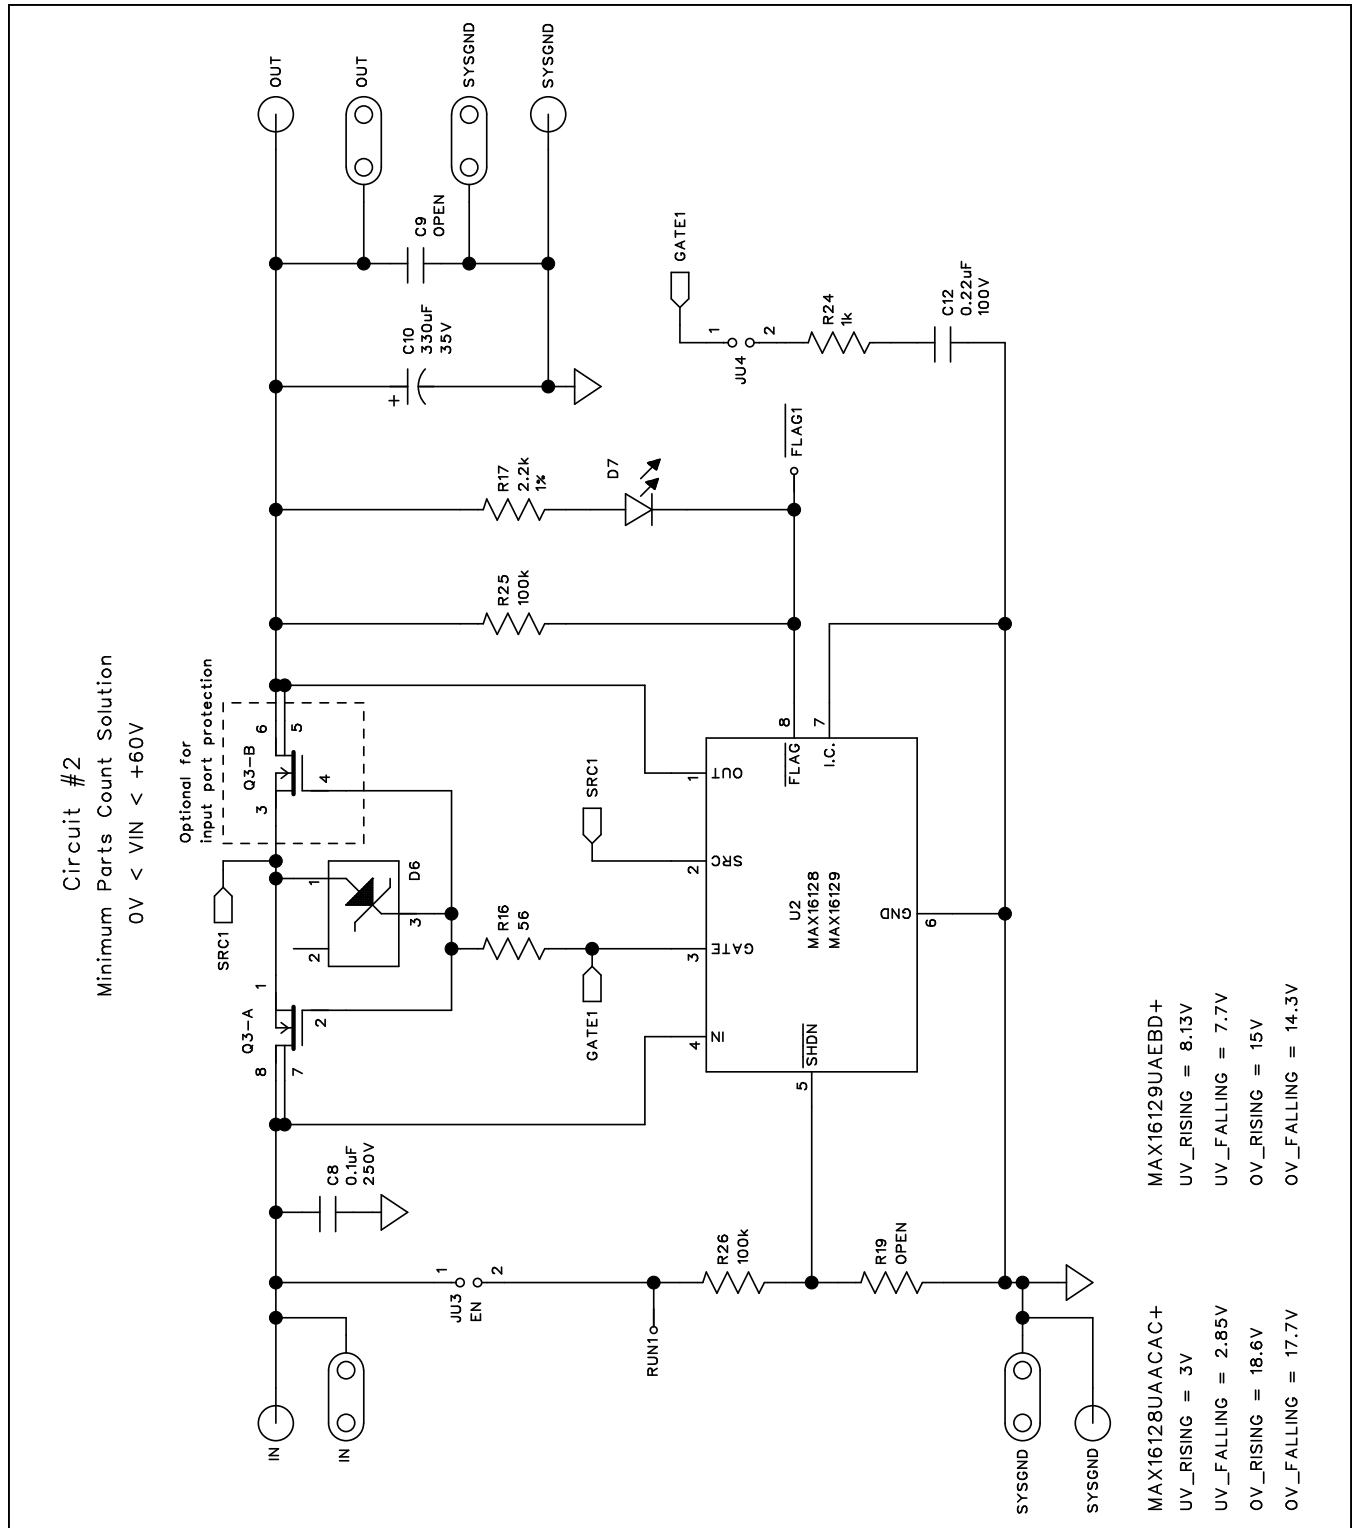 Circuit #2
Minimum Parts Count Solution
0V < VIN < +60V
Optional for
input port protection
IN
IN
JU3
EN
1
2
C8
0.1uF
250V
8
7
Q3-A
1
2
SRC1
2
1
3
D6
3
Q3-B
4
6
5
R16
56
GATE1
SRC1
R25
100k
R17
2.2k
1%
D7
C10
330uF
35V
+
C9
OPEN
OUT
OUT
SYSGND
SYSGND
RUN1
R26
100k
R19
OPEN
5
SHDN
4
IN
3
GATE
2
SRC
1
OUT
U2
MAX16128
MAX16129
GND
6
FLAG
8
I.C.
7
FLAG1
GATE1
1
JU4
2
R24
1k
C12
0.22uF
100V
SYSGND
SYSGND
MAX16128UAACAC+
UV_RISING = 3V
UV_FALLING = 2.85V
OV_RISING = 18.6V
OV_FALLING = 17.7V
MAX16129UAEBD+
UV_RISING = 8.13V
UV_FALLING = 7.7V
OV_RISING = 15V
OV_FALLING = 14.3V